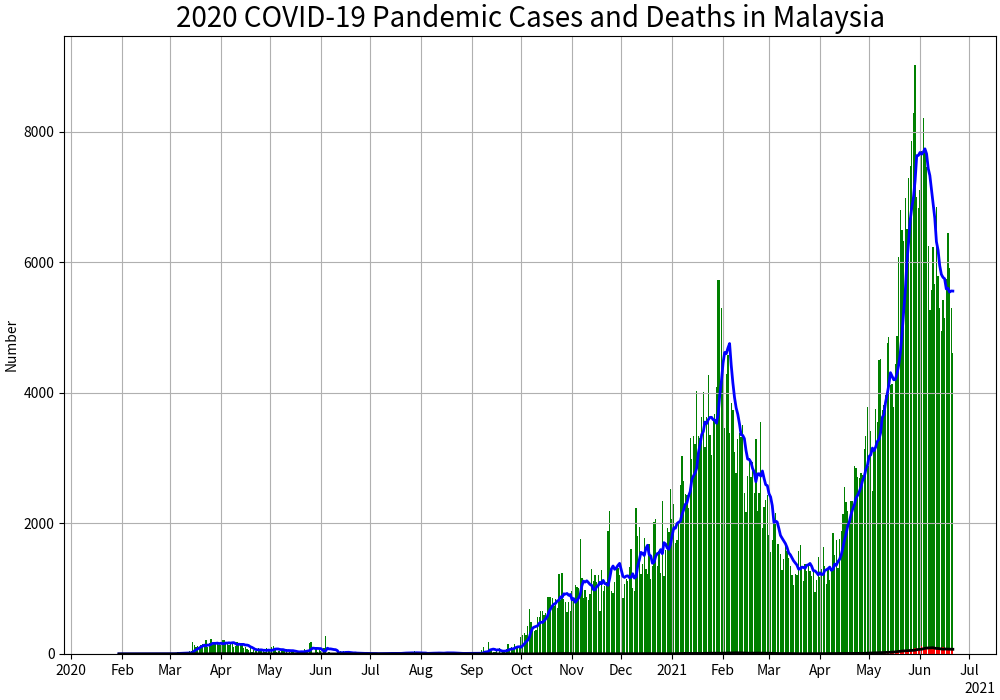 2020 COVID-19 Pandemic Cases and Deaths in Malaysia
8000
6000
4000
2000
0
Number
2020 Feb Mar Apr May Jun Jul Aug Sep Oct Nov Dec 2021 Feb Mar Apr May Jun Jul
2021